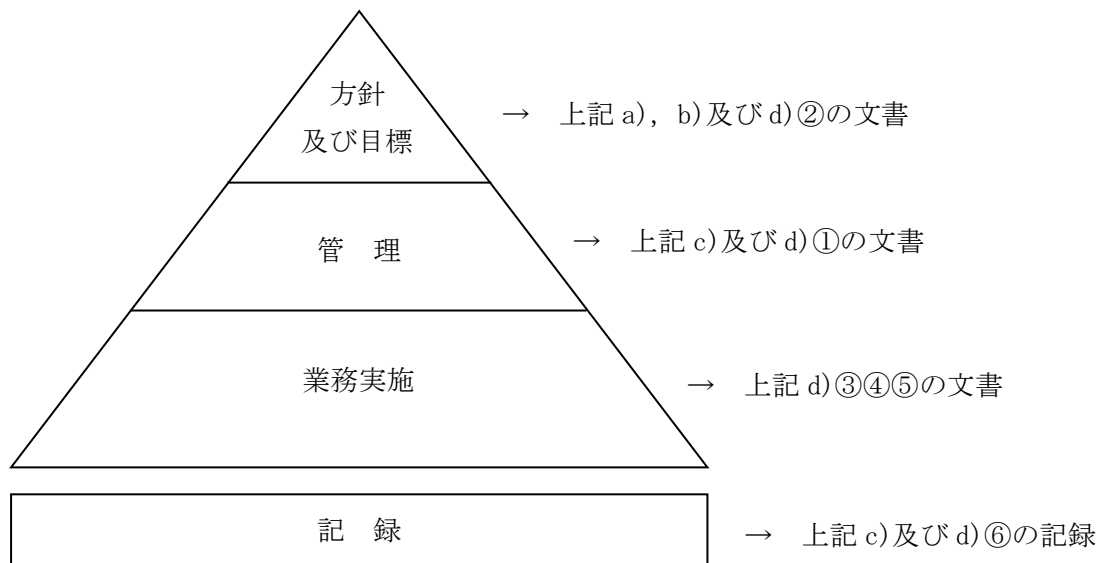 方針
及び目標
→ 上記 a), b)及び d)②の文書
管 理
→ 上記 c)及び d)①の文書
業務実施
→ 上記 d)③④⑤の文書
記 録
→ 上記 c)及び d)⑥の記録